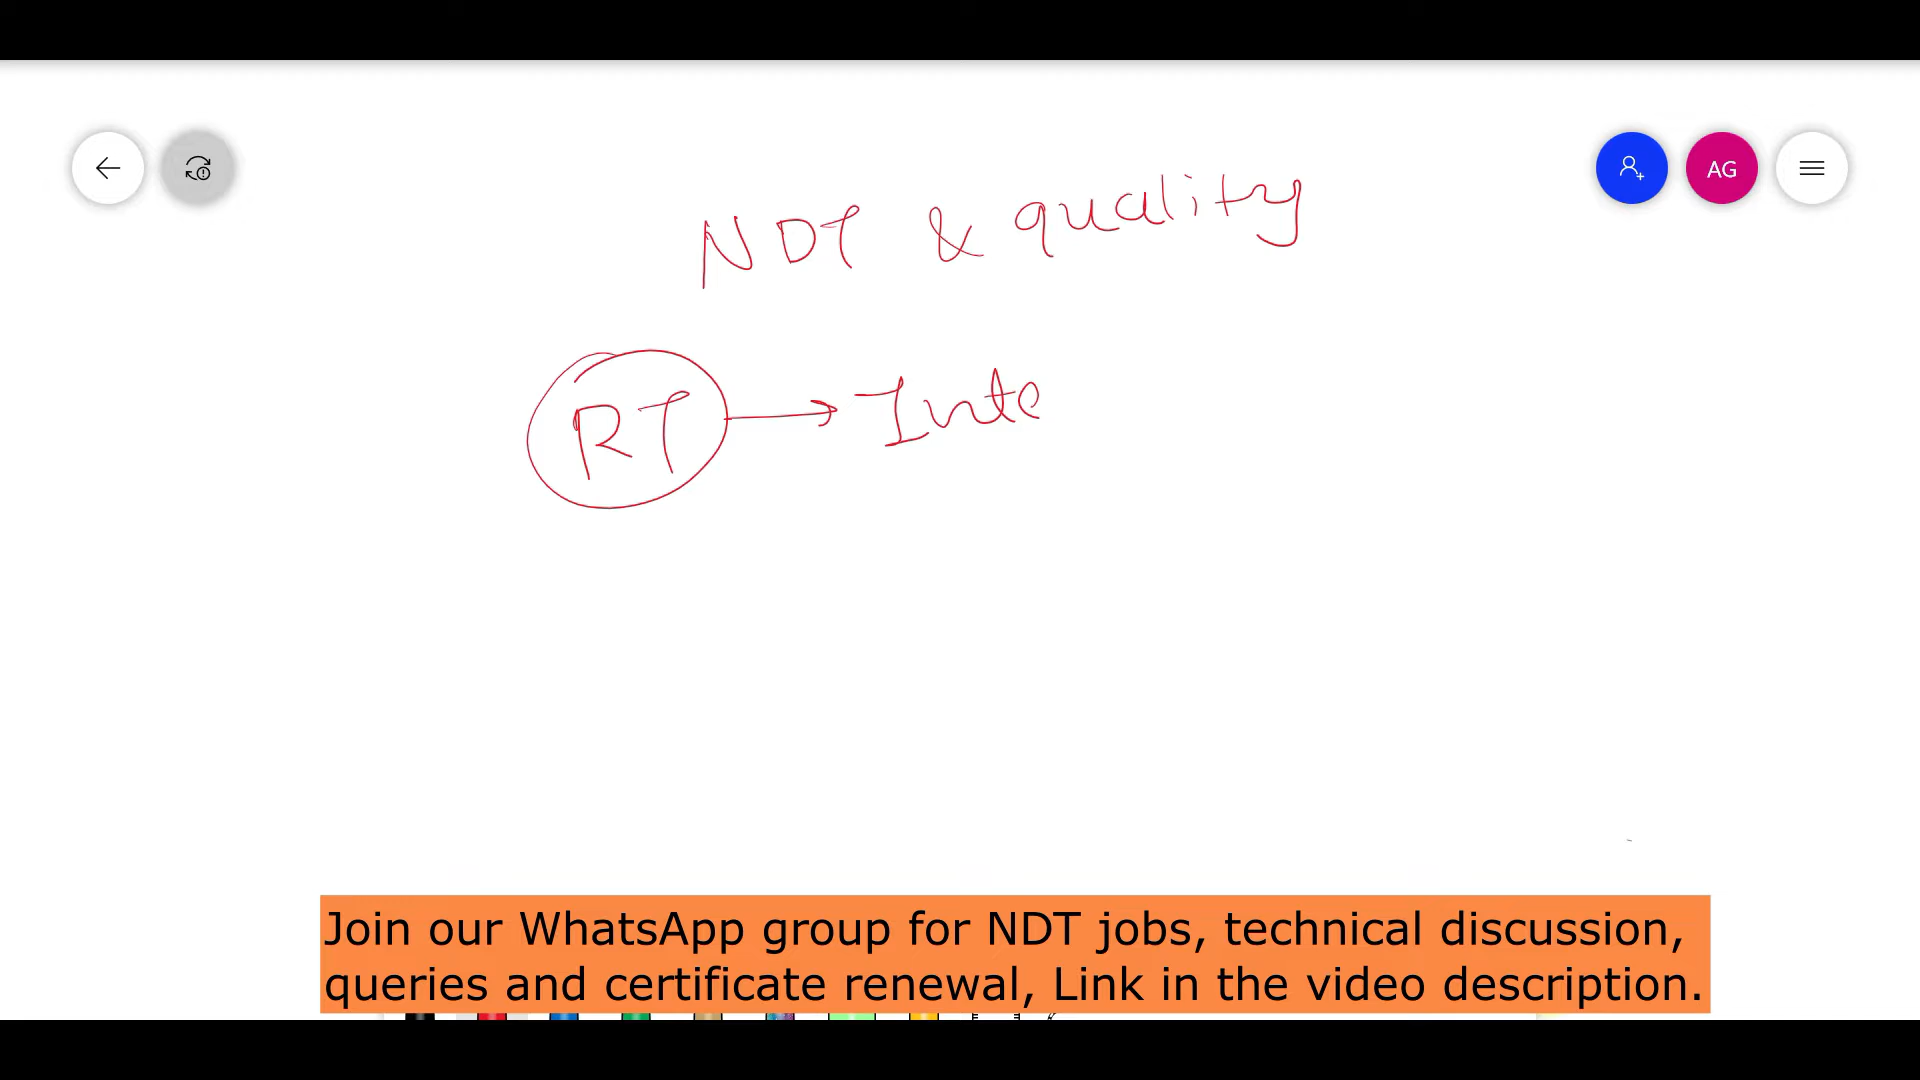 AG
NDT & quality
RT → Inte
Join our WhatsApp group for NDT jobs, technical discussion,
queries and certificate renewal, Link in the video description.